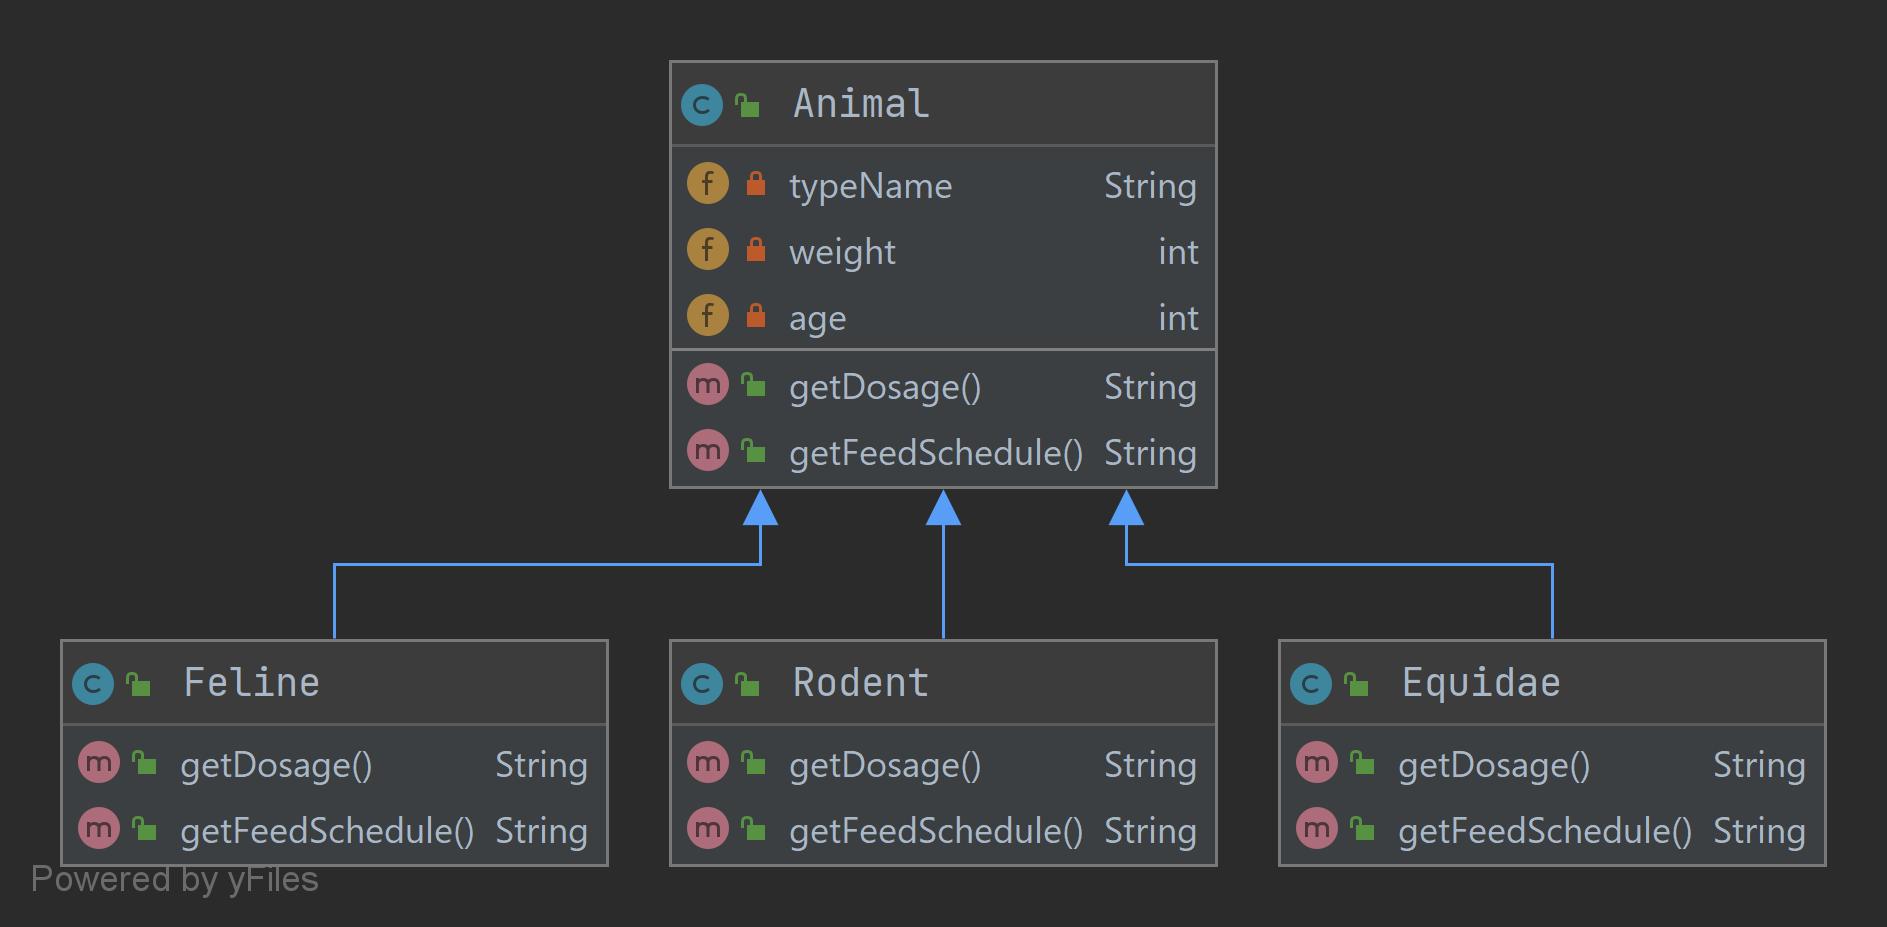 C Animal
f typeName String
f weight int
f age int
m getDosage() String
m getFeedSchedule() String
C Feline
m getDosage() String
m getFeedSchedule() String
C Rodent
m getDosage() String
m getFeedSchedule() String
C Equidae
m getDosage() String
m getFeedSchedule() String
Powered by yFiles